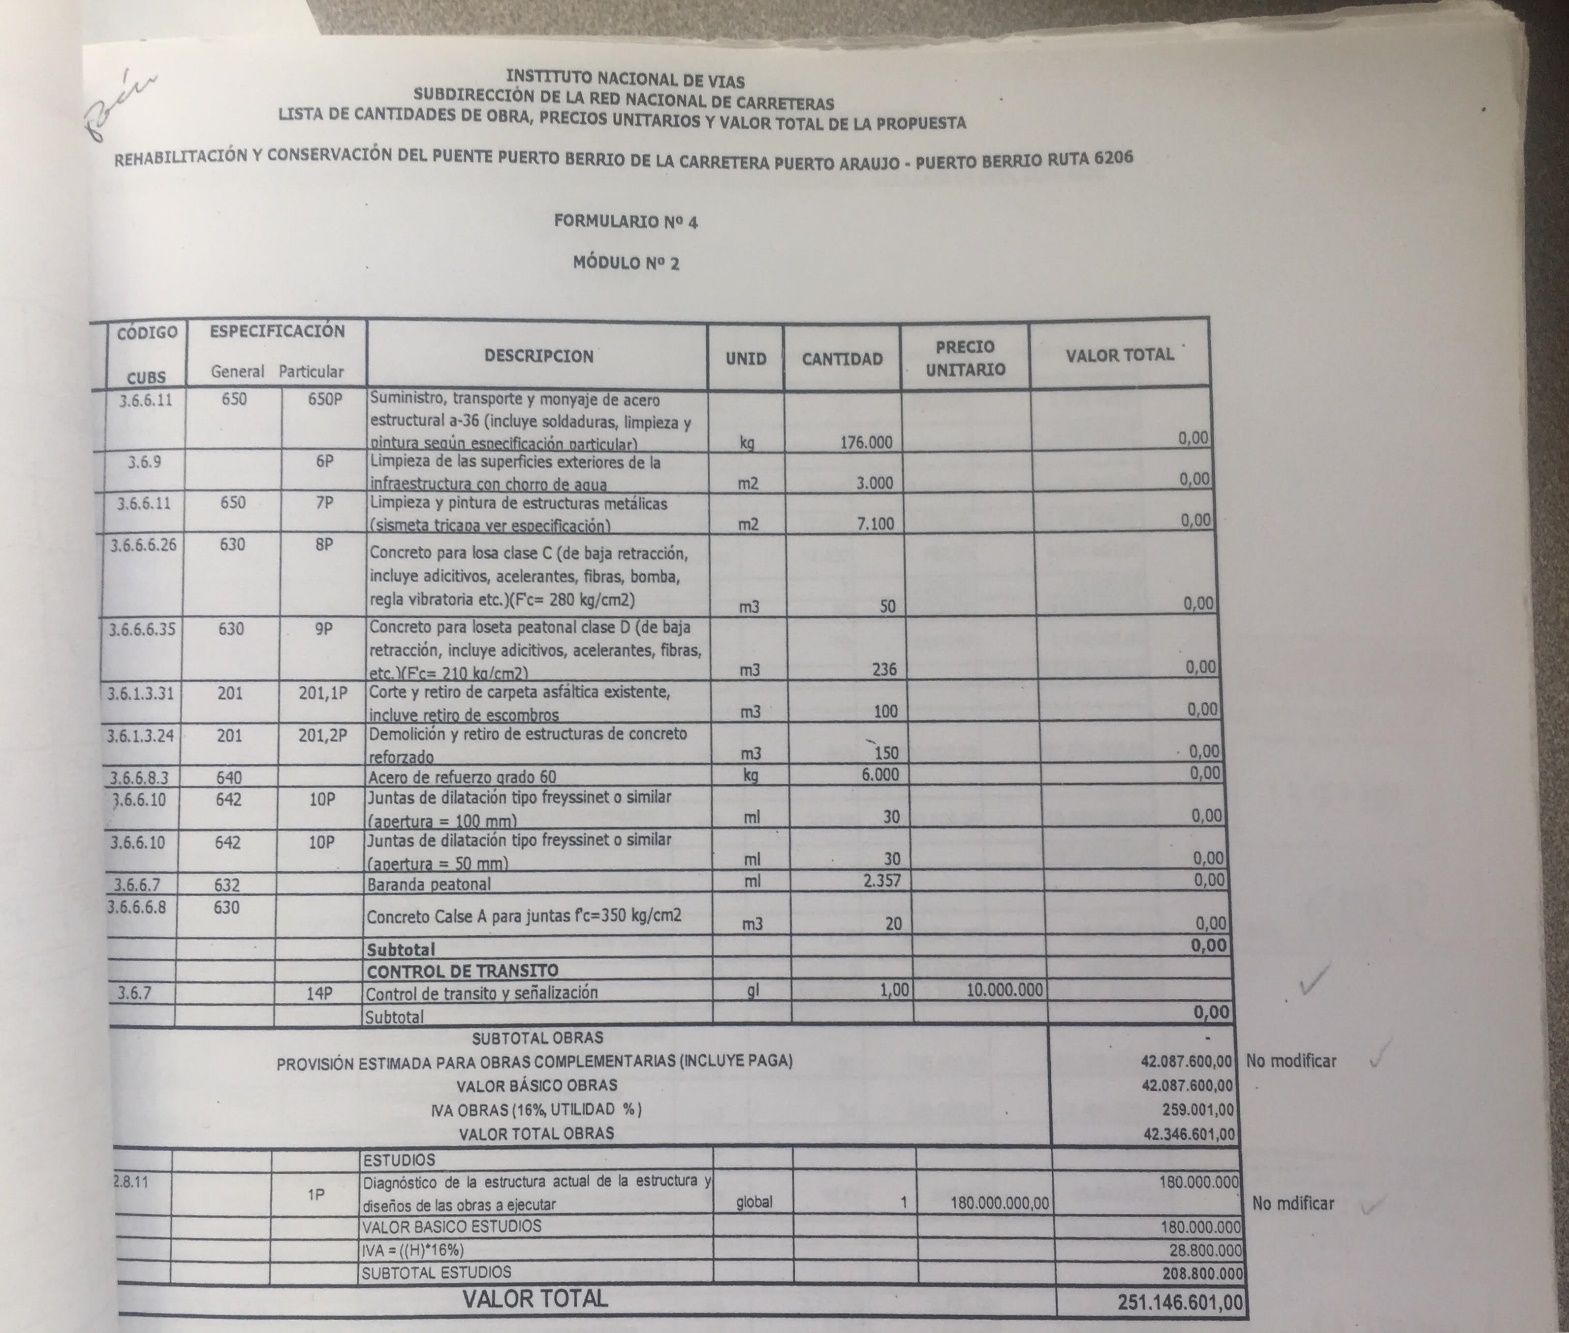 INSTITUTO NACIONAL DE VIAS
SUBDIRECCIÓN DE LA RED NACIONAL DE CARRETERAS
LISTA DE CANTIDADES DE OBRA, PRECIOS UNITARIOS Y VALOR TOTAL DE LA PROPUESTA
REHABILITACIÓN Y CONSERVACIÓN DEL PUENTE PUERTO BERRIO DE LA CARRETERA PUERTO ARAUJO - PUERTO BERRIO RUTA 6206
FORMULARIO Nº 4
MÓDULO Nº 2
CÓDIGO CUBS ESPECIFICACIÓN General Particular DESCRIPCION UNID CANTIDAD PRECIO UNITARIO VALOR TOTAL
3.6.6.11 650 650P Suministro, transporte y monyaje de acero
estructural a-36 (incluye soldaduras, limpieza y
pintura según especificación particular) kg 176.000 0,00
3.6.9 6P Limpieza de las superficies exteriores de la
infraestructura con chorro de agua m2 3.000 0,00
3.6.6.11 650 7P Limpieza y pintura de estructuras metálicas
(sismeta tricapa ver especificación) m2 7.100 0,00
3.6.6.6.26 630 8P Concreto para losa clase C (de baja retracción,
incluye adicitivos, acelerantes, fibras, bomba,
regla vibratoria etc.)(F'c= 280 kg/cm2) m3 50 0,00
3.6.6.6.35 630 9P Concreto para loseta peatonal clase D (de baja
retracción, incluye adicitivos, acelerantes, fibras,
etc.)(F'c= 210 kg/cm2) m3 236 0,00
3.6.1.3.31 201 201,1P Corte y retiro de carpeta asfáltica existente,
incluye retiro de escombros m3 100 0,00
3.6.1.3.24 201 201,2P Demolición y retiro de estructuras de concreto
reforzado m3 150 0,00
3.6.6.8.3 640 Acero de refuerzo grado 60 kg 6.000 0,00
3.6.6.10 642 10P Juntas de dilatación tipo freyssinet o similar
(apertura = 100 mm) ml 30 0,00
3.6.6.10 642 10P Juntas de dilatación tipo freyssinet o similar
(apertura = 50 mm) ml 30 0,00
3.6.6.7 632 Baranda peatonal ml 2.357 0,00
3.6.6.6.8 630 Concreto Calse A para juntas f'c=350 kg/cm2 m3 20 0,00
Subtotal 0,00
CONTROL DE TRANSITO
3.6.7 14P Control de transito y señalización gl 1,00 10.000.000
Subtotal 0,00
SUBTOTAL OBRAS -
PROVISIÓN ESTIMADA PARA OBRAS COMPLEMENTARIAS (INCLUYE PAGA) 42.087.600,00 No modificar
VALOR BÁSICO OBRAS 42.087.600,00
IVA OBRAS (16%, UTILIDAD %) 259.001,00
VALOR TOTAL OBRAS 42.346.601,00
ESTUDIOS
2.8.11 1P Diagnóstico de la estructura actual de la estructura y 180.000.000
diseños de las obras a ejecutar global 1 180.000.000,00 No mdificar
VALOR BASICO ESTUDIOS 180.000.000
IVA = ((H)*16%) 28.800.000
SUBTOTAL ESTUDIOS 208.800.000
VALOR TOTAL 251.146.601,00